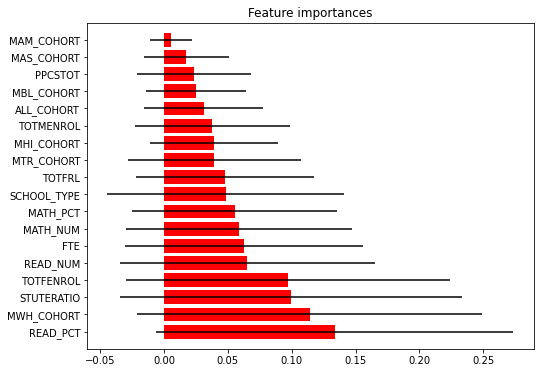 Feature importances
MAM_COHORT
MAS_COHORT
PPCSTOT
MBL_COHORT
ALL_COHORT
TOTMENROL
MHI_COHORT
MTR_COHORT
TOTFRL
SCHOOL_TYPE
MATH_PCT
MATH_NUM
FTE
READ_NUM
TOTFENROL
STUTERATIO
MWH_COHORT
READ_PCT
−0.05 0.00 0.05 0.10 0.15 0.20 0.25